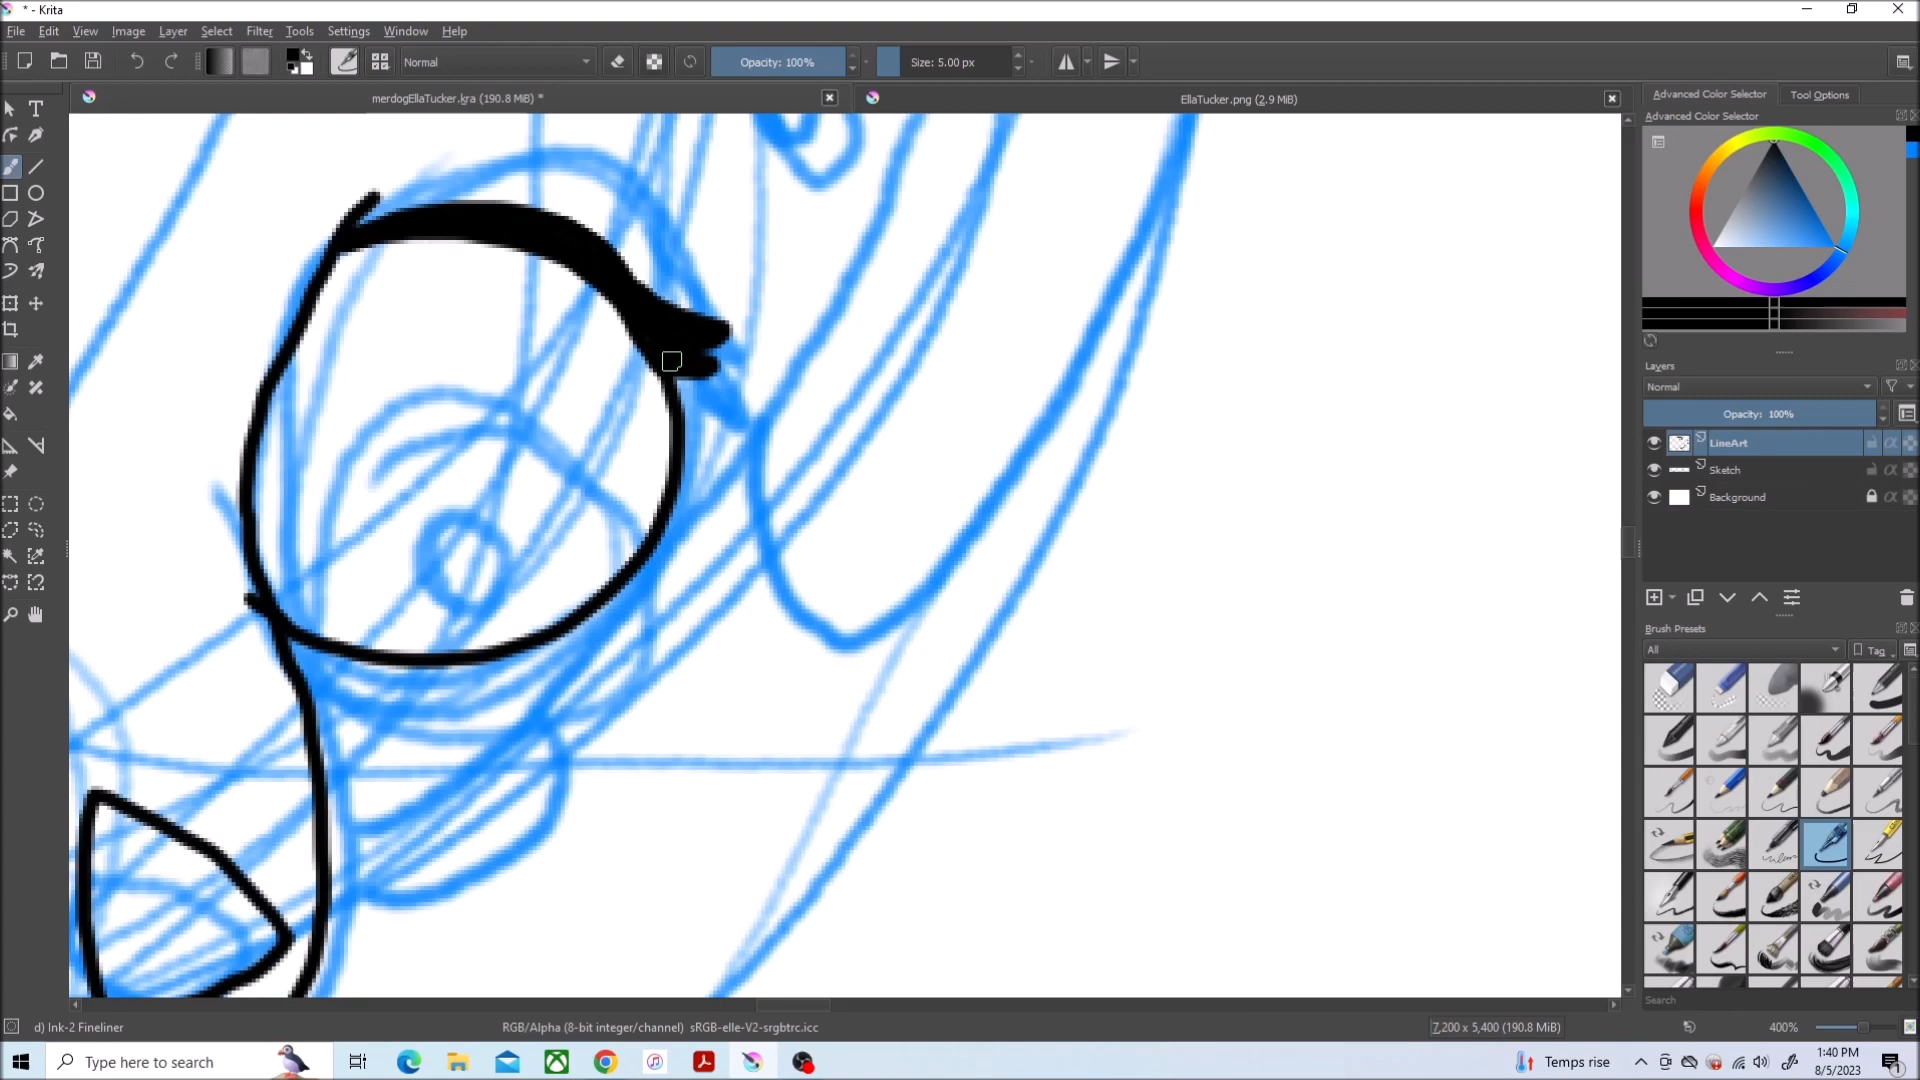 * - Krita
File Edit View Image Layer Select Filter Tools Settings Window Help
Normal Opacity: 100% Size: 5.00 px
merdogEllaTucker.kra (190.8 MiB) * EllaTucker.png (2.9 MiB)
Advanced Color Selector Tool Options
Advanced Color Selector
Layers
Normal
Opacity: 100%
LineArt
Sketch
Background
Brush Presets
All Tag
Search
d) Ink-2 Fineliner RGB/Alpha (8-bit integer/channel) sRGB-elle-V2-srgbtrc.icc 7,200 x 5,400 (190.8 MiB) 400%
Type here to search Temps rise 1:40 PM
8/5/2023
1